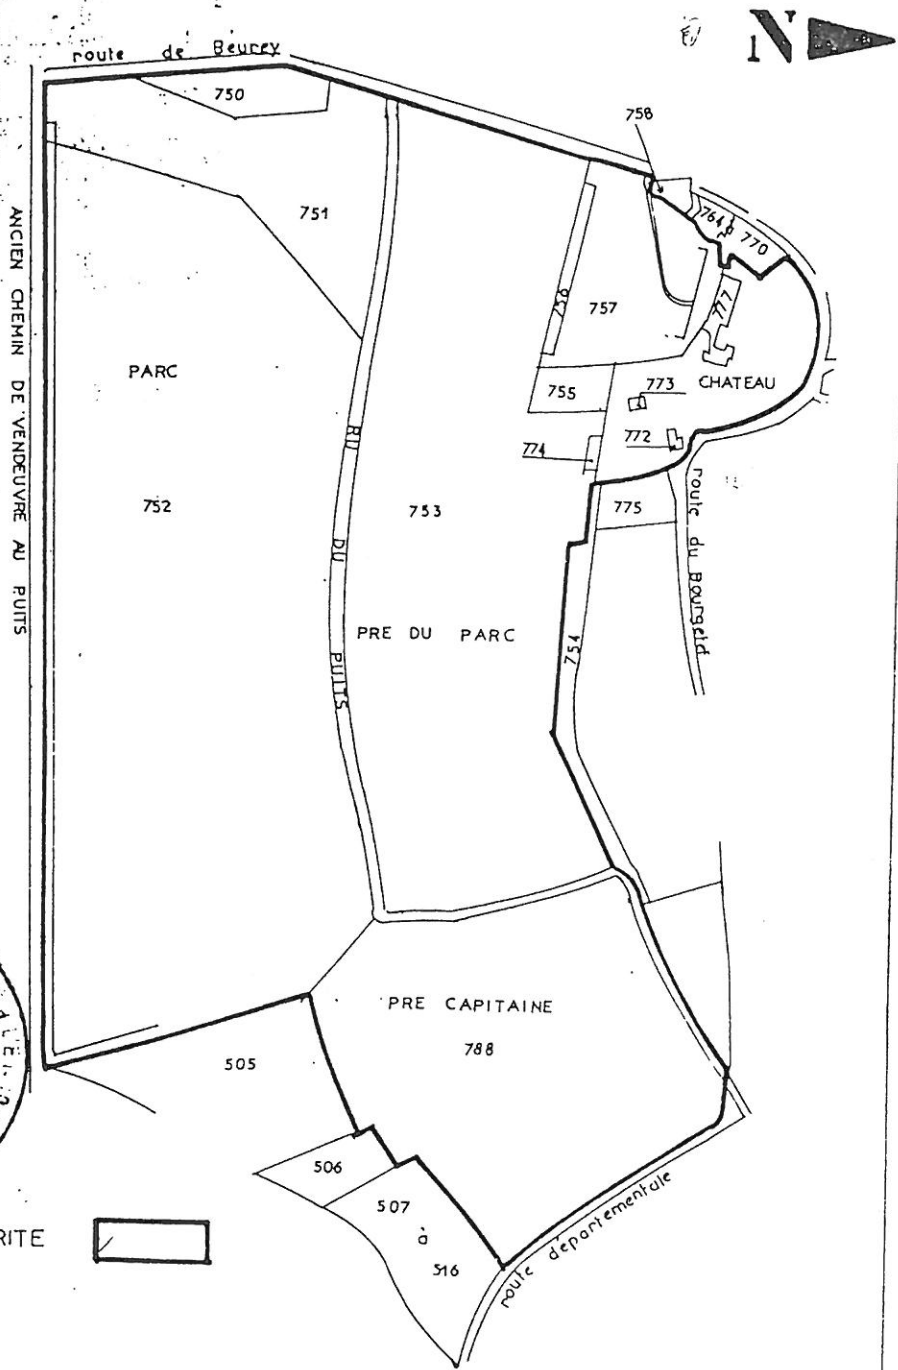 N
route de Beurey
750
758
751
764
770
ANCIEN CHEMIN DE VENDEUVRE AU PUITS
756
757
777
PARC
755
773
CHATEAU
774
772
752
RU DU PUITS
753
775
route du Bourgelet
PRE DU PARC
754
PRE CAPITAINE
788
505
506
507
à
516
route départementale
RITE